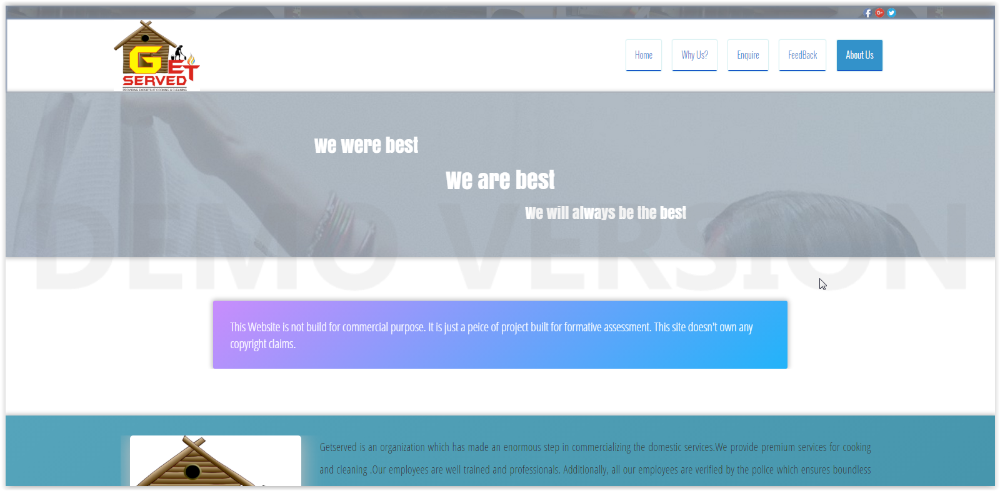 Home
Why Us?
Enquire
FeedBack
About Us
GET
SERVED
PROVIDING EXPERTS AT COOKING & CLEANING
We were best
We are best
We will always be the best
DEMO VERSION
This Website is not build for commercial purpose. It is just a peice of project built for formative assessment. This site doesn't own any
copyright claims.
Getserved is an organization which has made an enormous step in commercializing the domestic services.We provide premium services for cooking
and cleaning .Our employees are well trained and professionals. Additionally, all our employees are verified by the police which ensures boundless